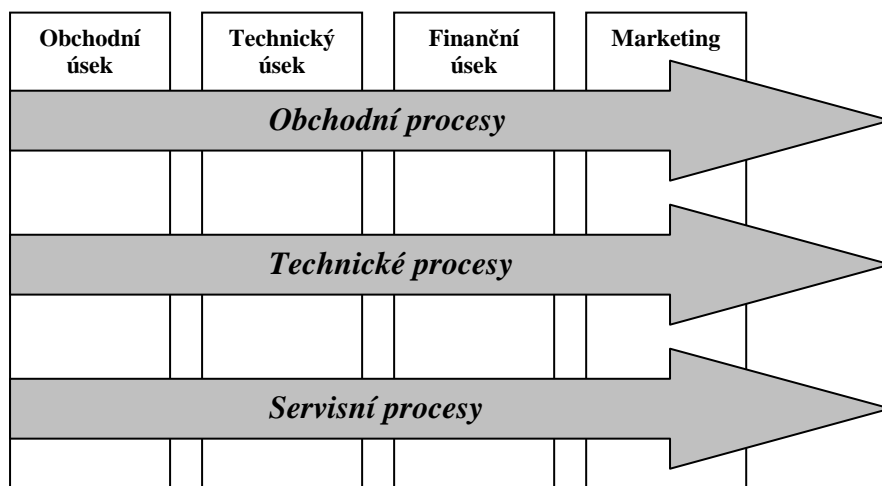 Obchodní
úsek
Technický
úsek
Finanční
úsek
Marketing
Obchodní procesy
Technické procesy
Servisní procesy